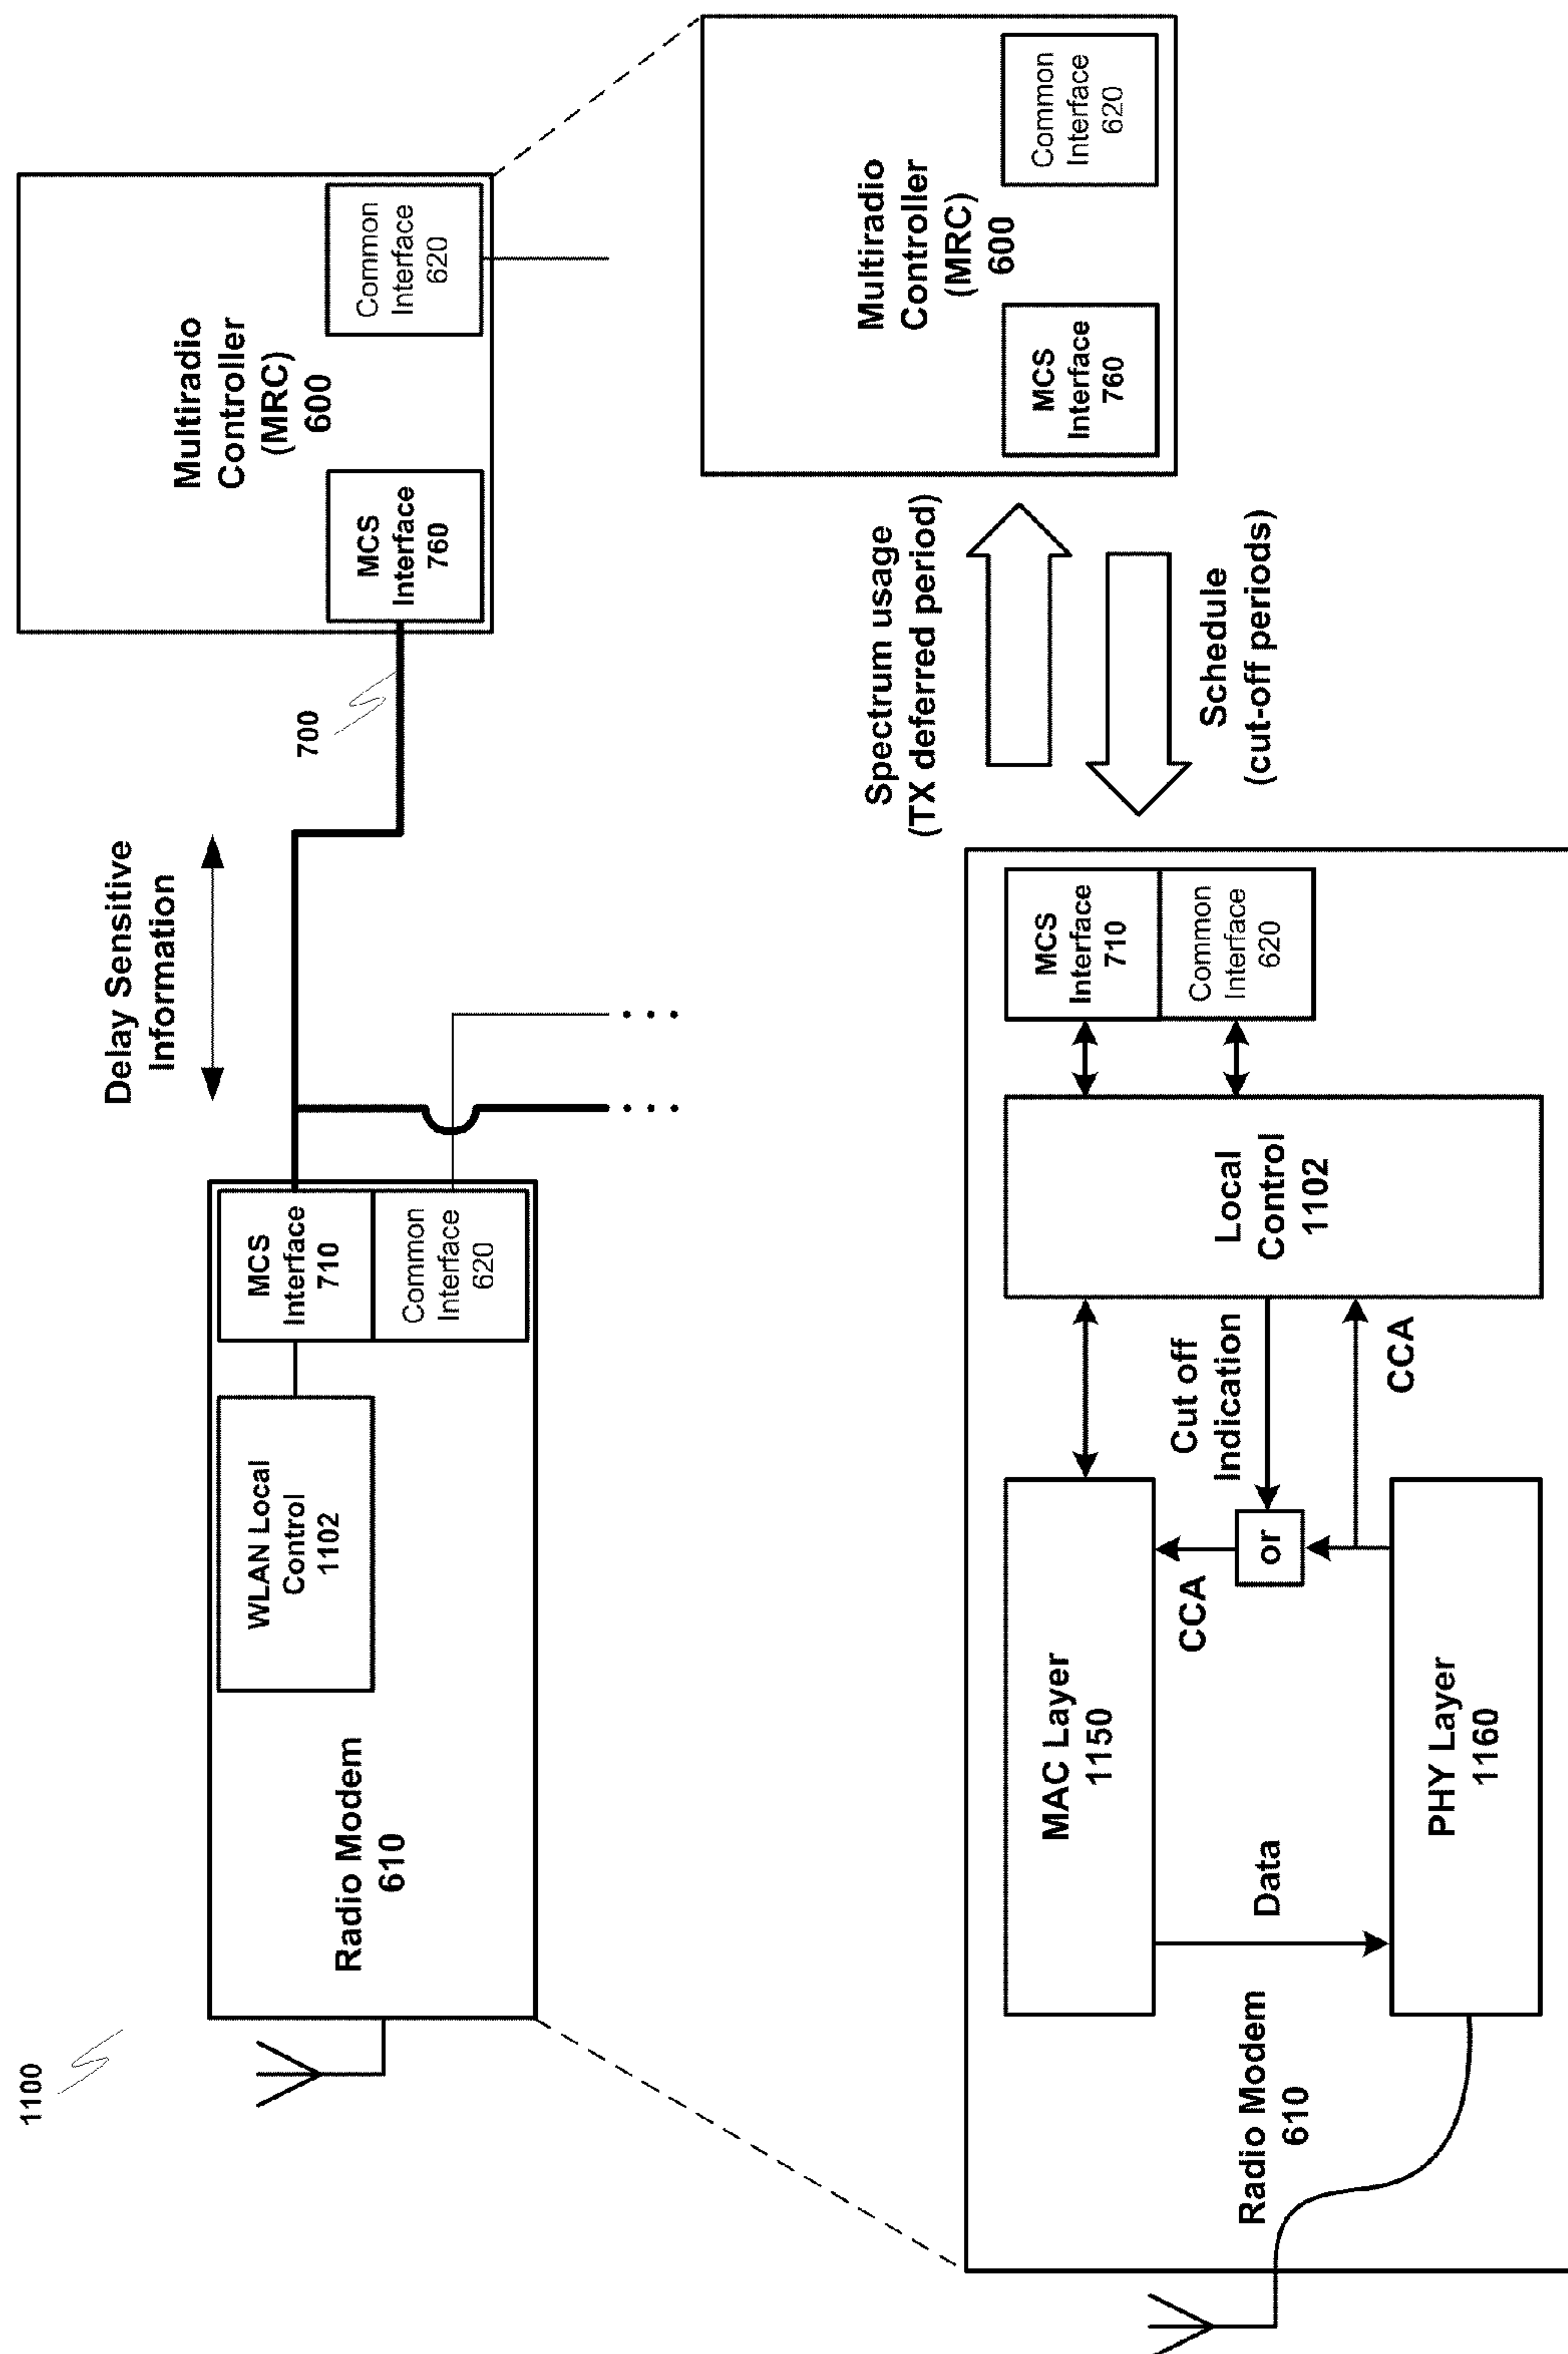 1100
Radio Modem
610
WLAN Local
Control
1102
MCS
Interface
710
Common
Interface
620
Delay Sensitive
Information
700
Multiradio
Controller
(MRC)
600
MCS
Interface
760
Common
Interface
620
Radio Modem
610
MAC Layer
1150
Data
PHY Layer
1160
CCA
or
Cut off
Indication
CCA
Local
Control
1102
MCS
Interface
710
Common
Interface
620
Spectrum usage
(TX deferred period)
Schedule
(cut-off periods)
Multiradio
Controller
(MRC)
600
MCS
Interface
760
Common
Interface
620